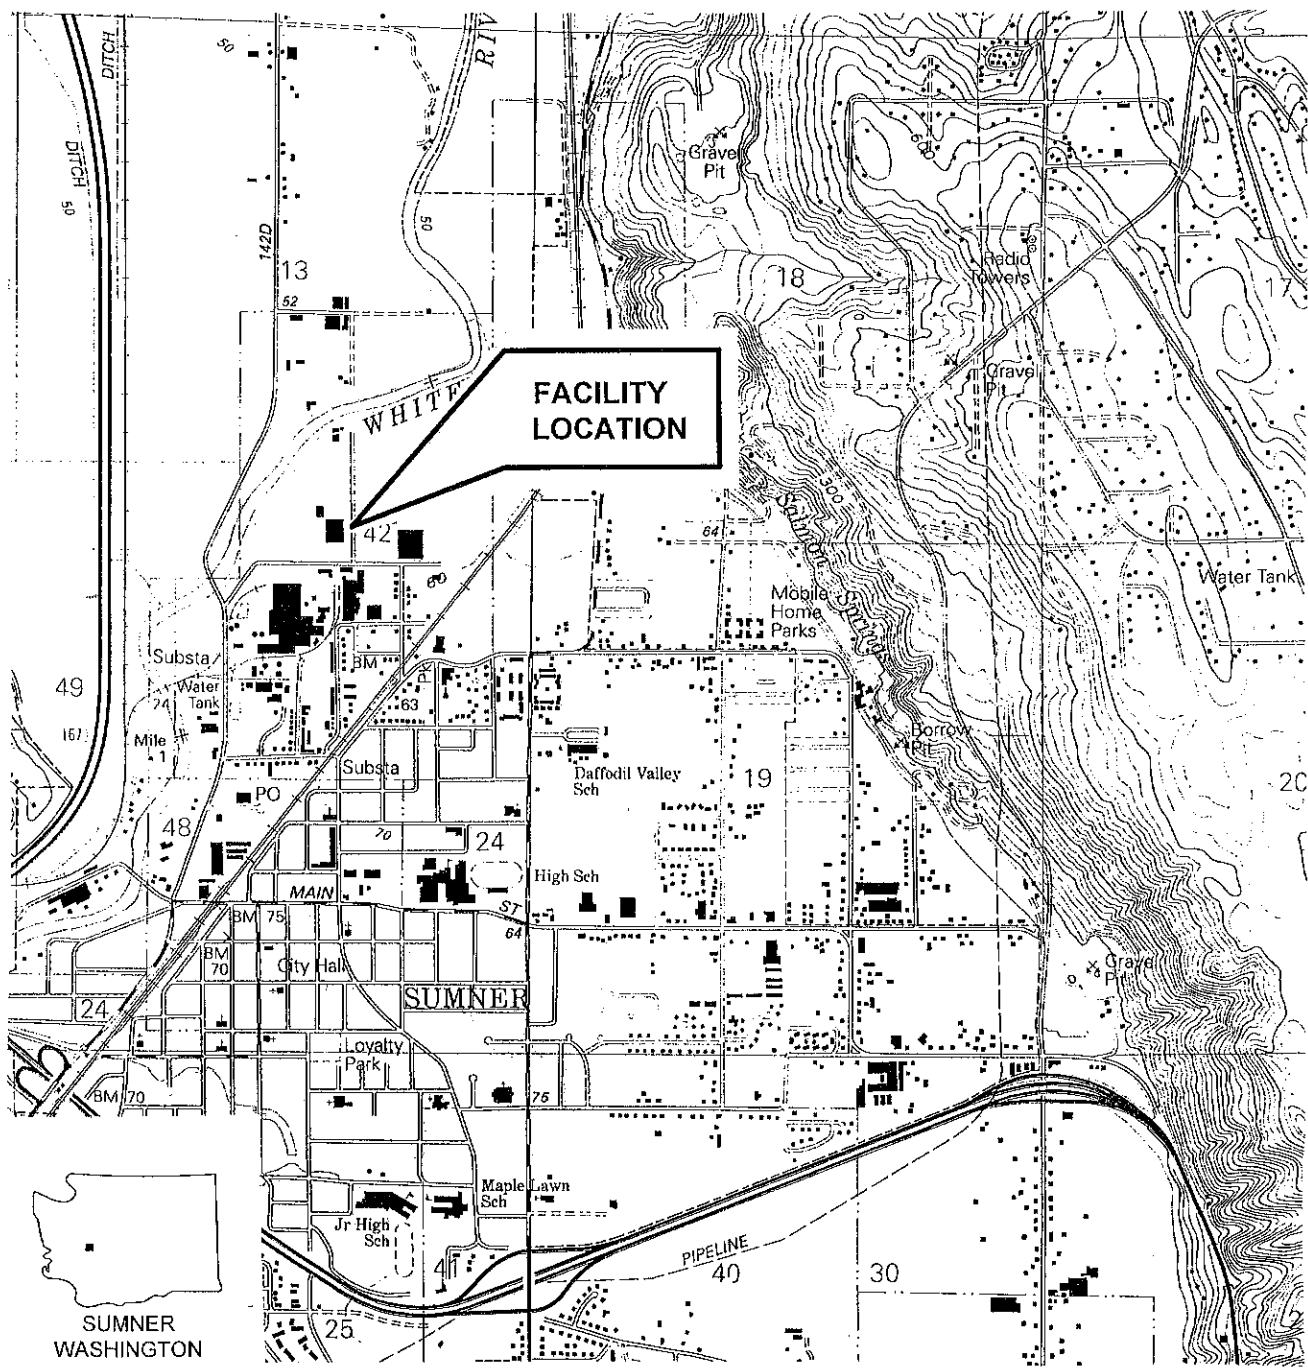 DITCH
50
RIV
DITCH
50
142D
50
Gravel
Pit
600
13
52
18
Radio
Towers
17
Gravel
Pit
WHITE
FACILITY
LOCATION
300
Salmon Springs
42
64
60
Water Tank
Mobile
Home
Parks
Substa
BM
PK
49
Water
Tank
24
63
161
Mile
1
Borrow
Pit
Substa
Daffodil Valley
Sch
19
20
PO
48
70
24
High Sch
MAIN ST
BM 75
64
BM
70
City Hall
Gravel
Pit
SUMNER
24
Loyalty
Park
BM 70
75
Maple Lawn
Sch
Jr High
Sch
41
PIPELINE
40
30
25
SUMNER
WASHINGTON